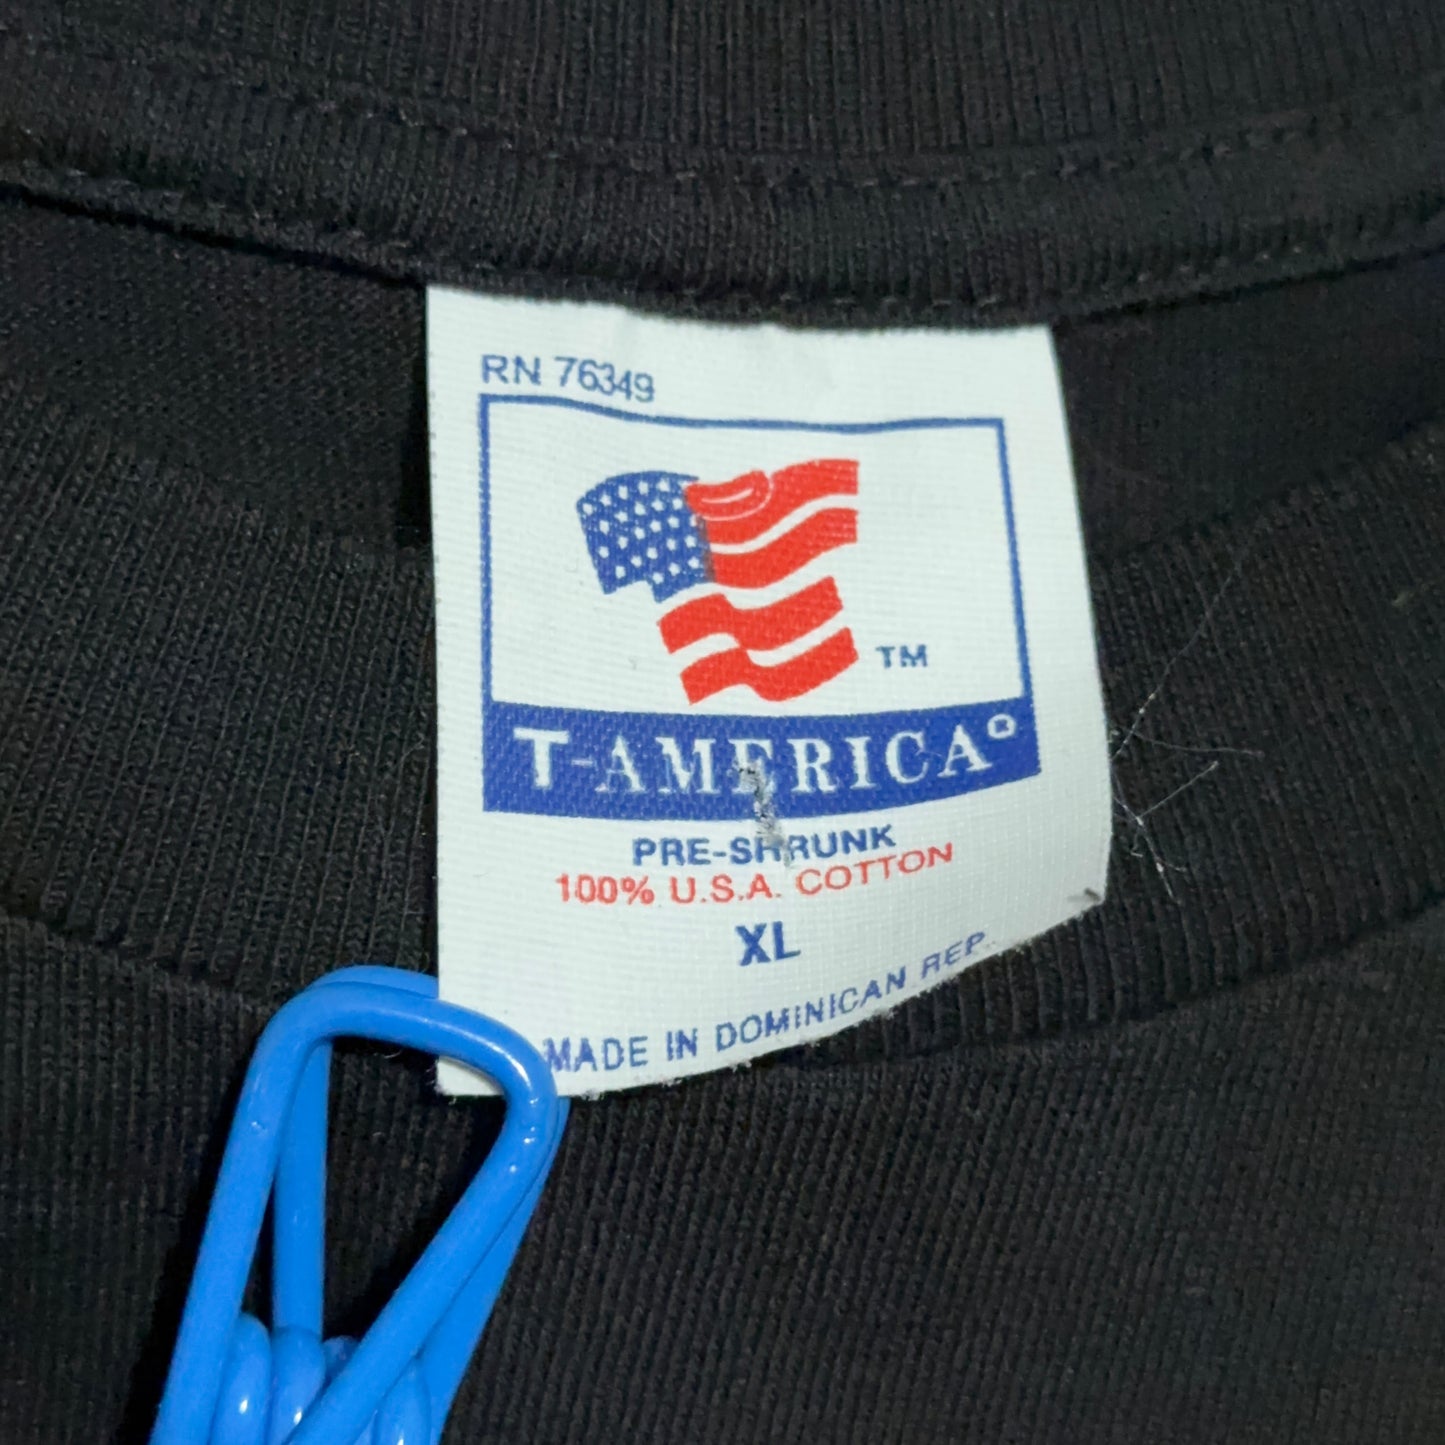 RN 76349
TM
T-AMERICA®
PRE-SHRUNK
100% U.S.A. COTTON
XL
MADE IN DOMINICAN REP.